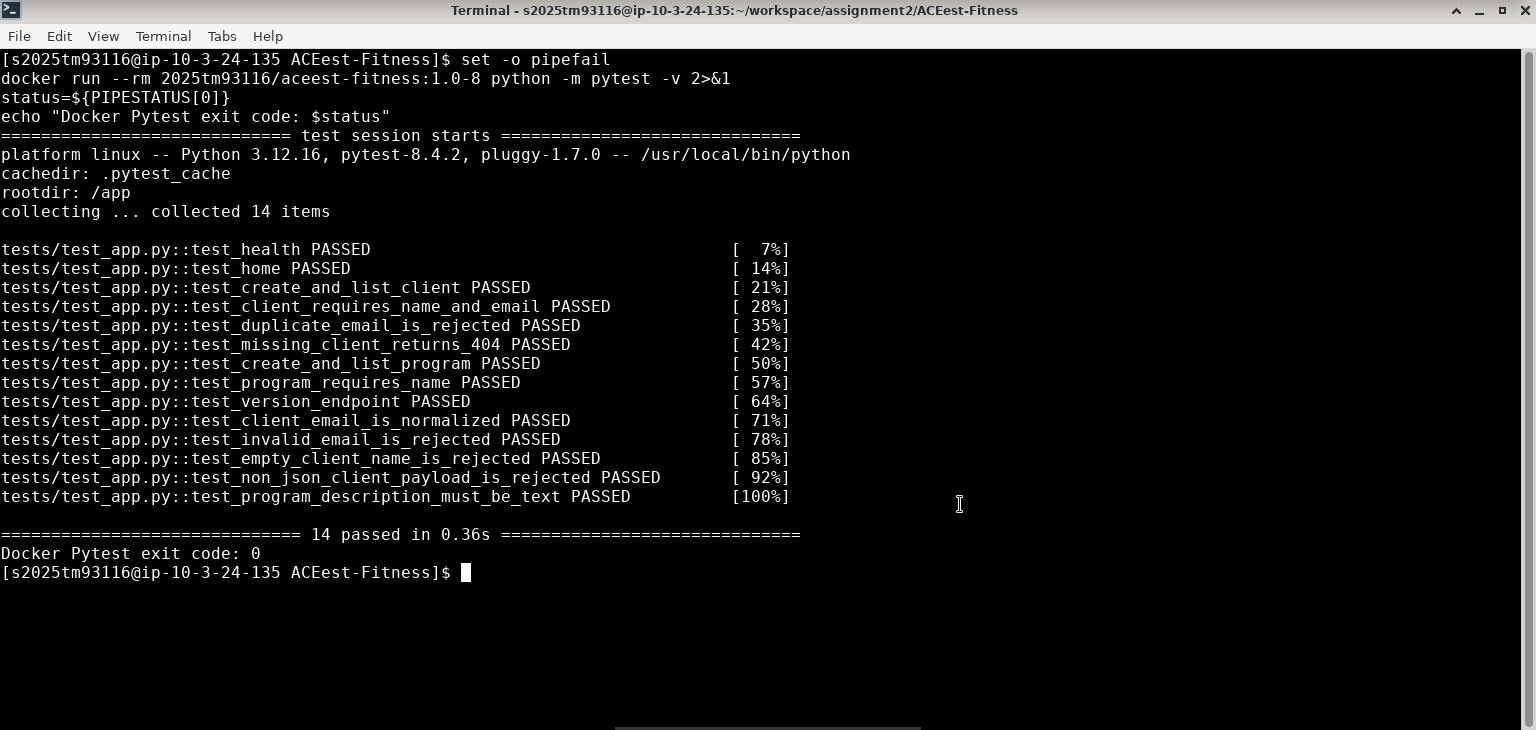 Terminal - s2025tm93116@ip-10-3-24-135:~/workspace/assignment2/ACEest-Fitness
File Edit View Terminal Tabs Help
[s2025tm93116@ip-10-3-24-135 ACEest-Fitness]$ set -o pipefail
docker run --rm 2025tm93116/aceest-fitness:1.0-8 python -m pytest -v 2>&1
status=${PIPESTATUS[0]}
echo "Docker Pytest exit code: $status"
============================= test session starts ==============================
platform linux -- Python 3.12.16, pytest-8.4.2, pluggy-1.7.0 -- /usr/local/bin/python
cachedir: .pytest_cache
rootdir: /app
collecting ... collected 14 items
tests/test_app.py::test_health PASSED                                    [  7%]
tests/test_app.py::test_home PASSED                                      [ 14%]
tests/test_app.py::test_create_and_list_client PASSED                    [ 21%]
tests/test_app.py::test_client_requires_name_and_email PASSED            [ 28%]
tests/test_app.py::test_duplicate_email_is_rejected PASSED               [ 35%]
tests/test_app.py::test_missing_client_returns_404 PASSED                [ 42%]
tests/test_app.py::test_create_and_list_program PASSED                   [ 50%]
tests/test_app.py::test_program_requires_name PASSED                     [ 57%]
tests/test_app.py::test_version_endpoint PASSED                          [ 64%]
tests/test_app.py::test_client_email_is_normalized PASSED                [ 71%]
tests/test_app.py::test_invalid_email_is_rejected PASSED                 [ 78%]
tests/test_app.py::test_empty_client_name_is_rejected PASSED             [ 85%]
tests/test_app.py::test_non_json_client_payload_is_rejected PASSED       [ 92%]
tests/test_app.py::test_program_description_must_be_text PASSED          [100%]
============================== 14 passed in 0.36s ==============================
Docker Pytest exit code: 0
[s2025tm93116@ip-10-3-24-135 ACEest-Fitness]$